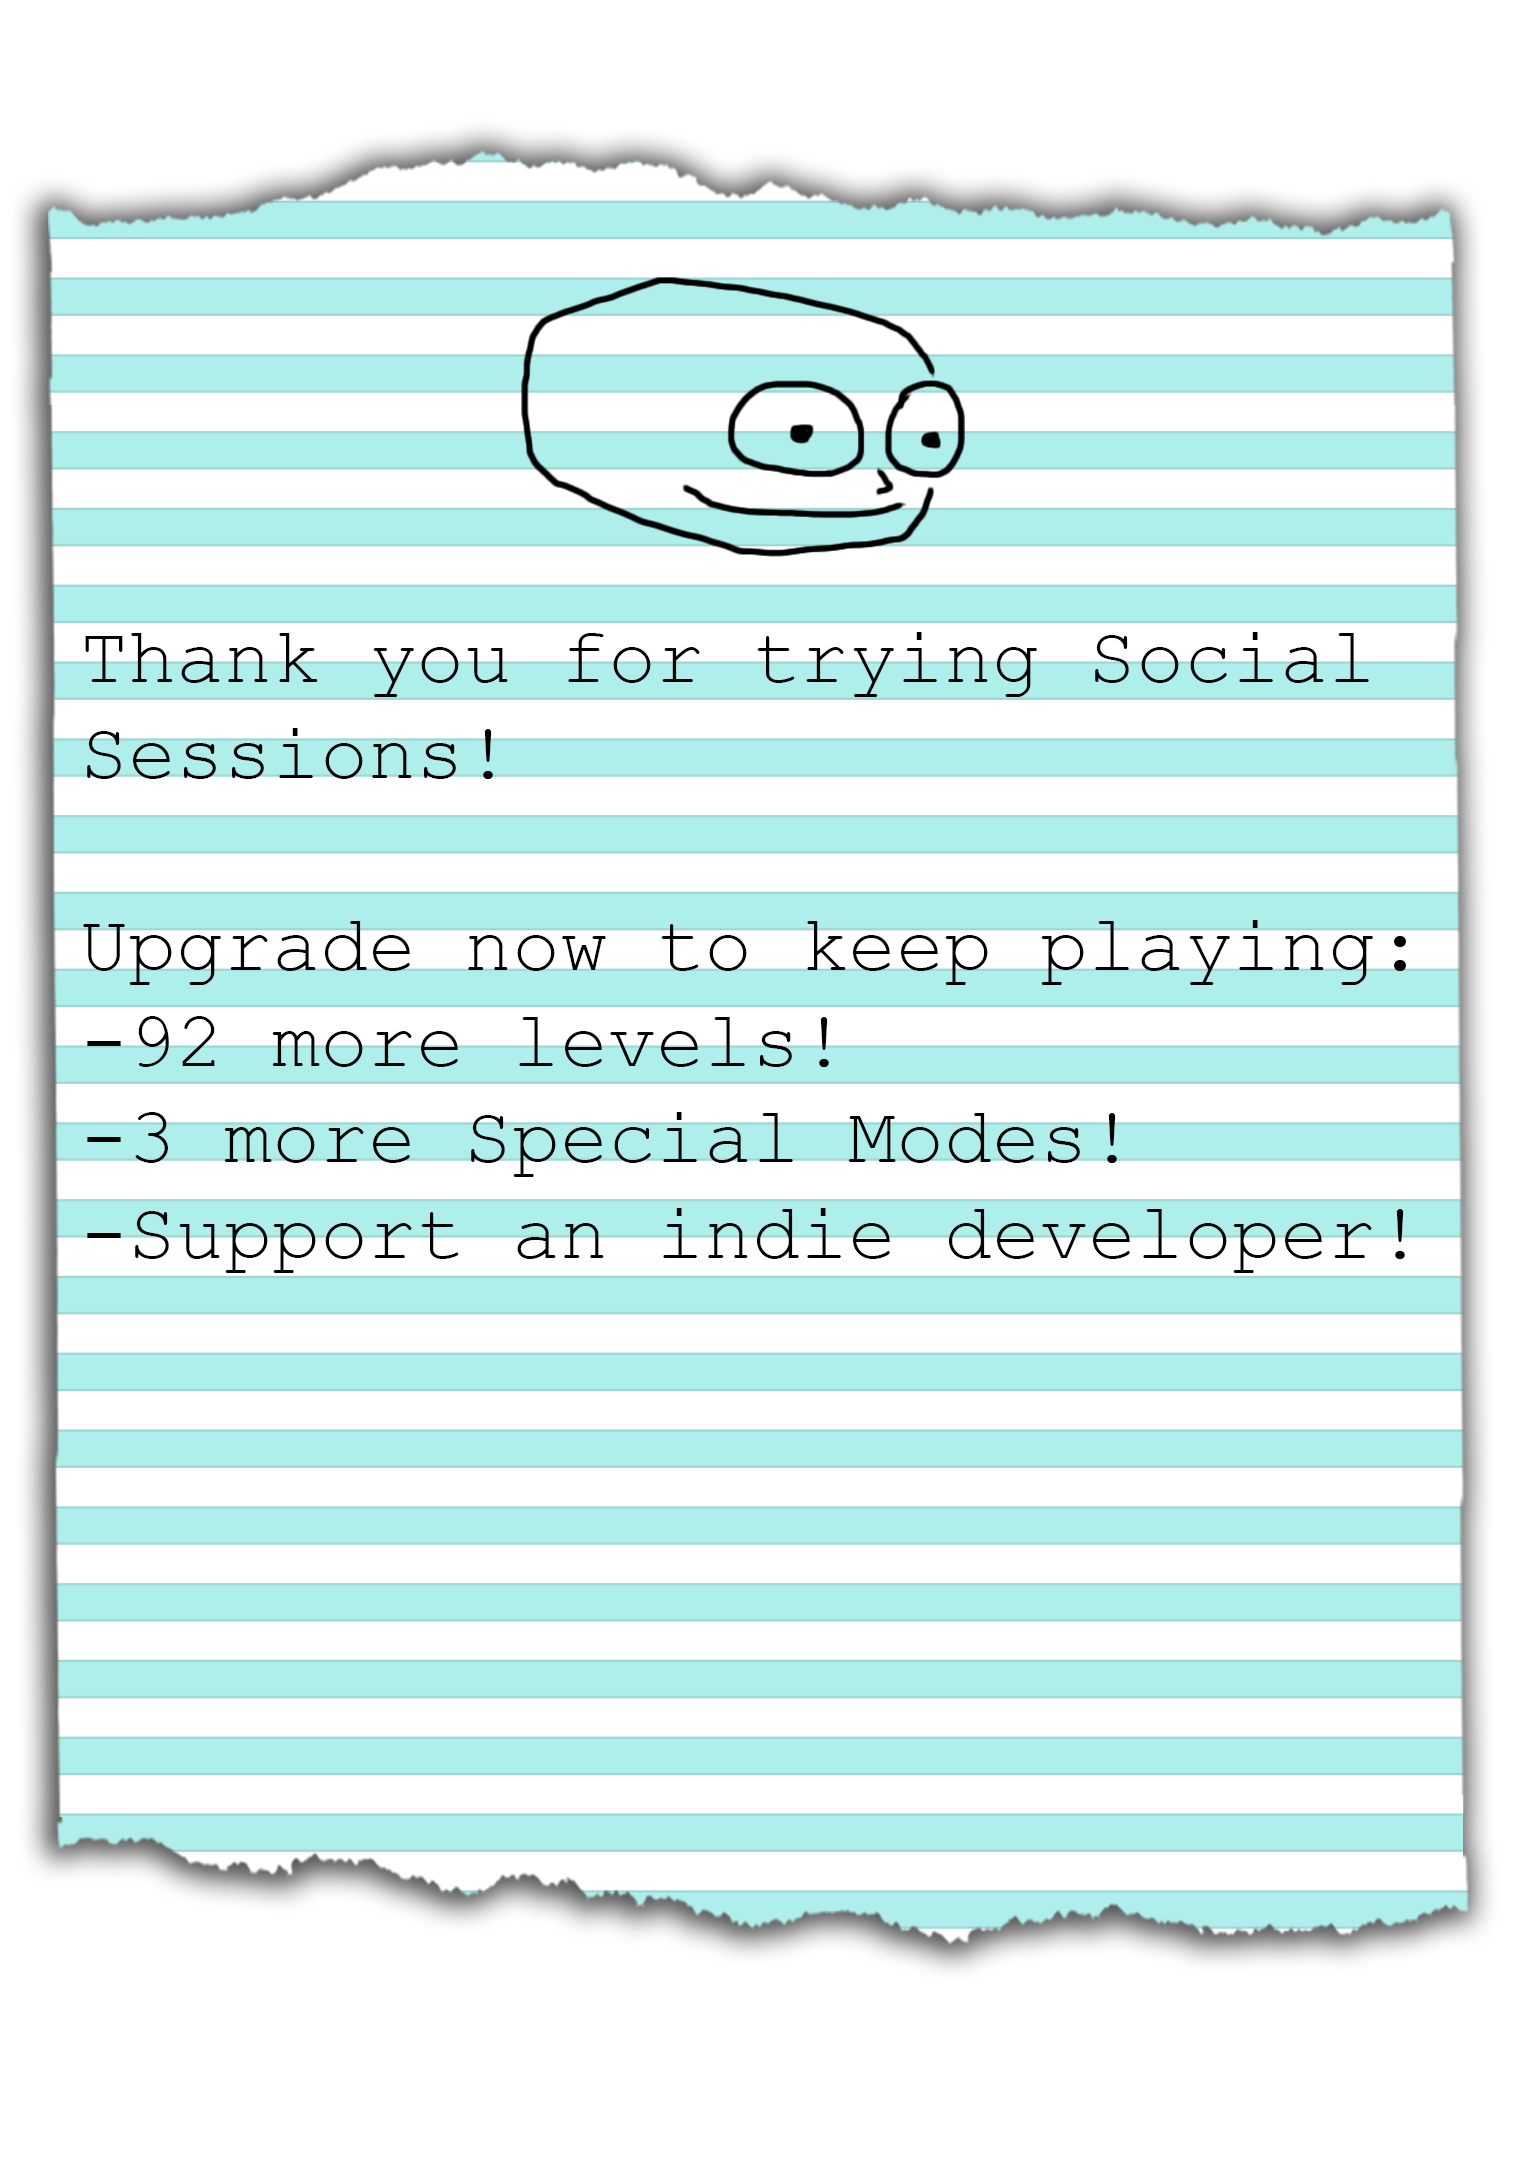 Thank you for trying Social
Sessions!
Upgrade now to keep playing:
-92 more levels!
-3 more Special Modes!
-Support an indie developer!